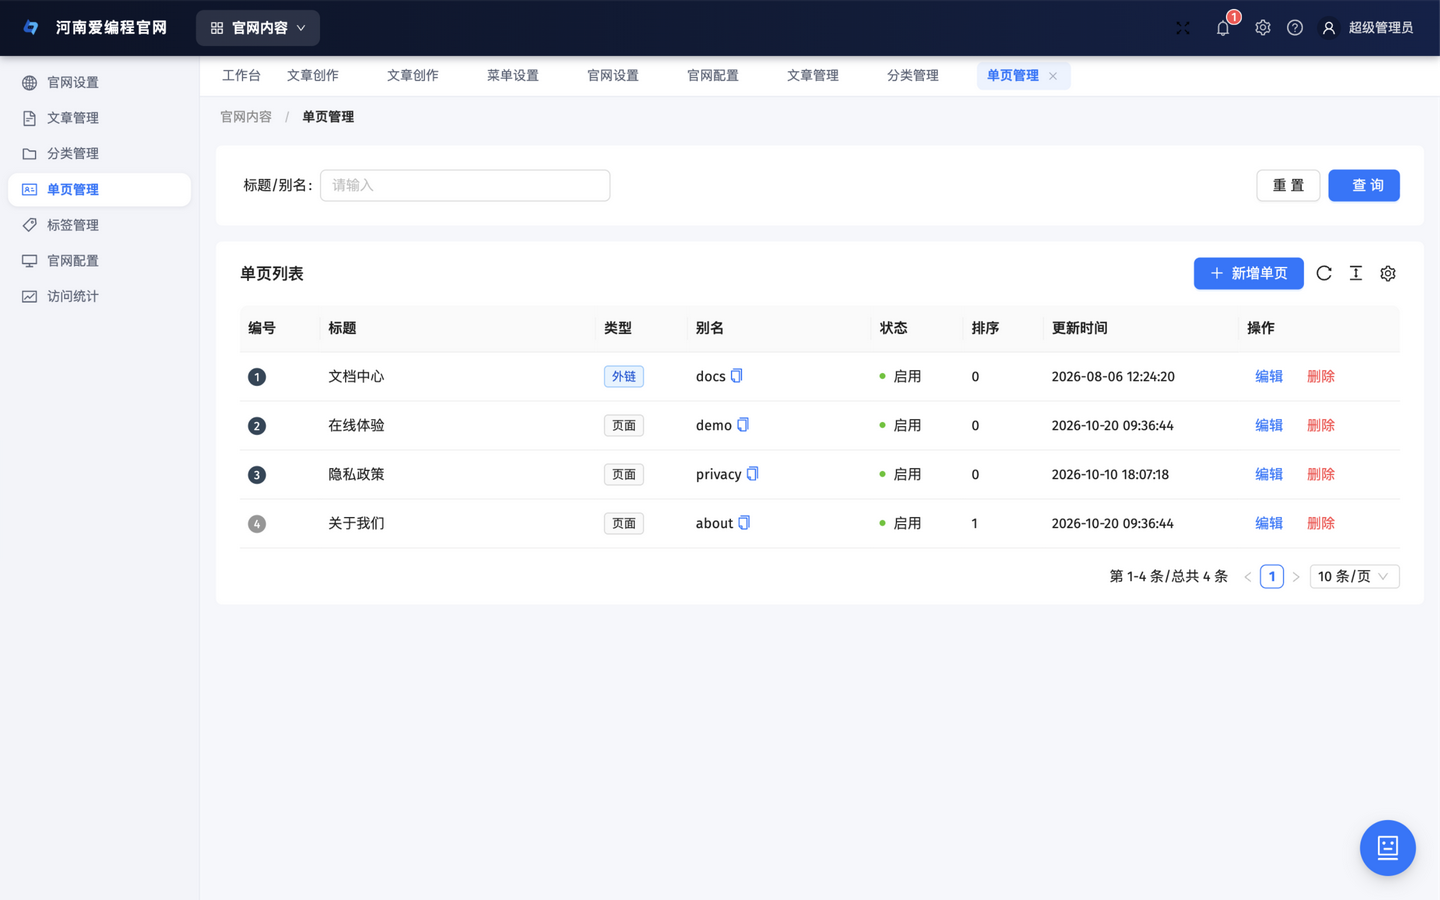 河南爱编程官网 官网内容 1 超级管理员
官网设置
文章管理
分类管理
单页管理
标签管理
官网配置
访问统计
工作台 文章创作 文章创作 菜单设置 官网设置 官网配置 文章管理 分类管理 单页管理
官网内容 / 单页管理
标题/别名: 请输入 重 置 查 询
单页列表 新增单页
编号 标题 类型 别名 状态 排序 更新时间 操作
1 文档中心 外链 docs 启用 0 2026-08-06 12:24:20 编辑 删除
2 在线体验 页面 demo 启用 0 2026-10-20 09:36:44 编辑 删除
3 隐私政策 页面 privacy 启用 0 2026-10-10 18:07:18 编辑 删除
4 关于我们 页面 about 启用 1 2026-10-20 09:36:44 编辑 删除
第 1-4 条/总共 4 条 1 10 条/页